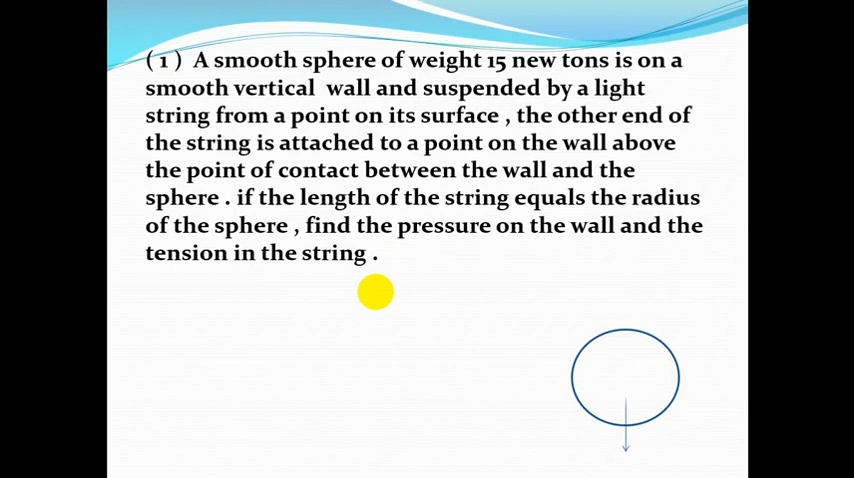 ( 1 ) A smooth sphere of weight 15 new tons is on a
smooth vertical wall and suspended by a light
string from a point on its surface , the other end of
the string is attached to a point on the wall above
the point of contact between the wall and the
sphere . if the length of the string equals the radius
of the sphere , find the pressure on the wall and the
tension in the string .